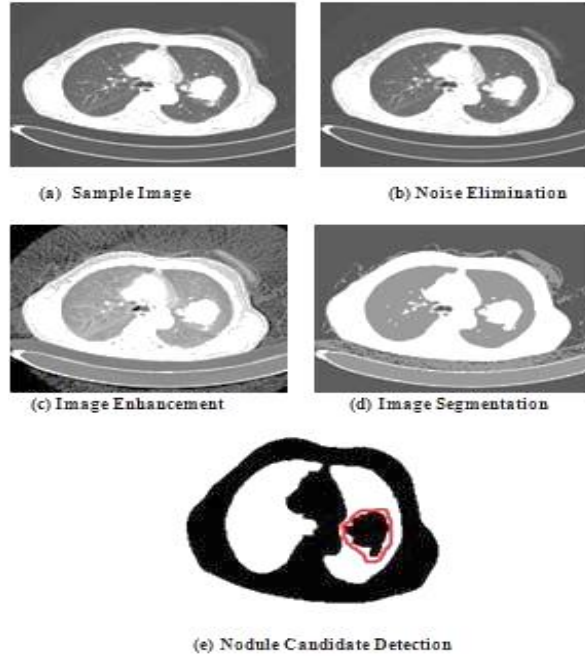 (a) Sample Image
(b) Noise Elimination
(c) Image Enhancement
(d) Image Segmentation
(e) Nodule Candidate Detection